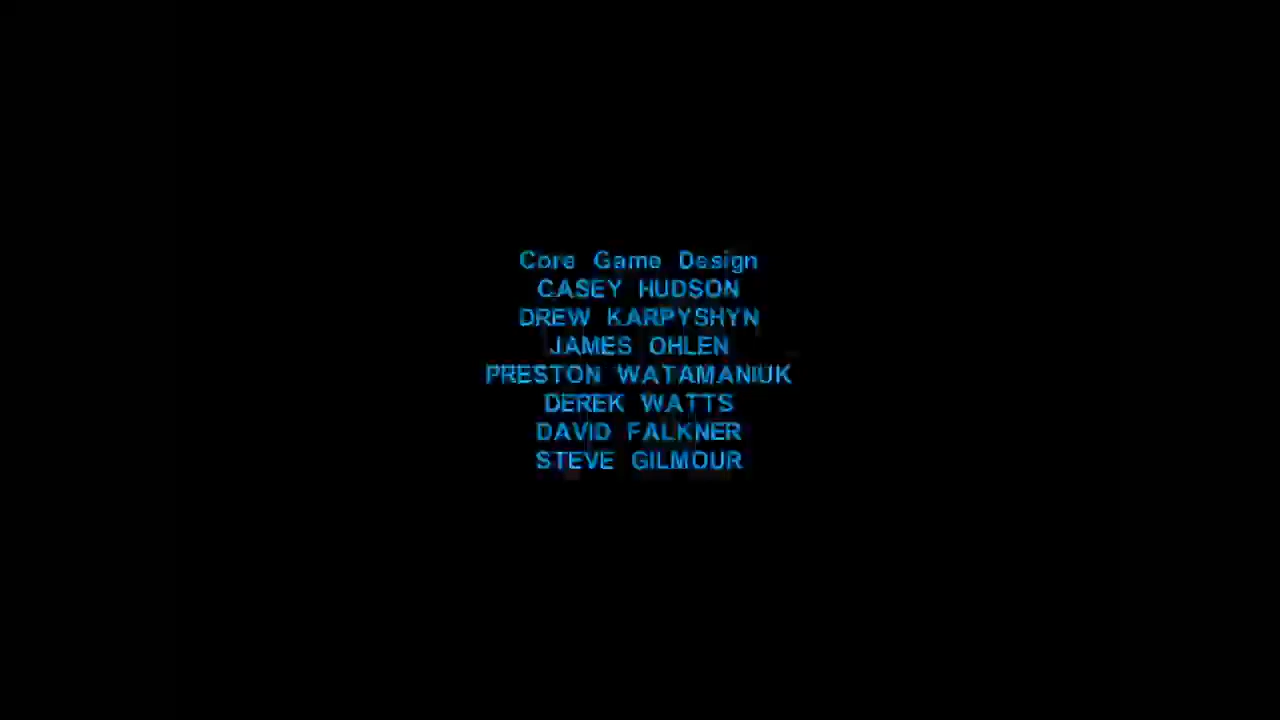 Core Game Design
CASEY HUDSON
DREW KARPYSHYN
JAMES OHLEN
PRESTON WATAMANIUK
DEREK WATTS
DAVID FALKNER
STEVE GILMOUR